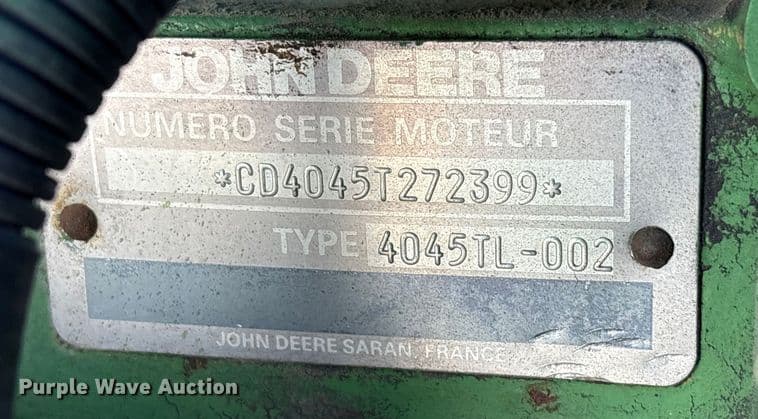 JOHN DEERE
NUMERO SERIE MOTEUR
*CD4045T272399*
TYPE 4045TL-002
JOHN DEERE SARAN, FRANCE
Purple Wave Auction